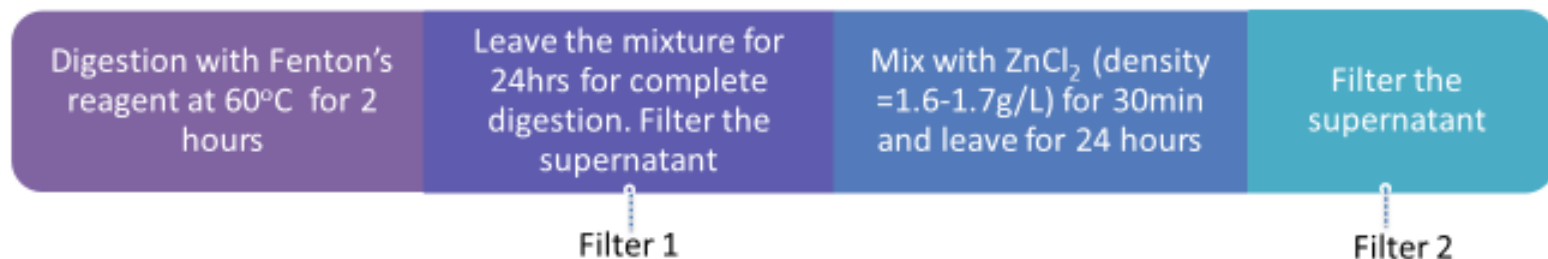 Digestion with Fenton's
reagent at 60°C for 2
hours
Leave the mixture for
24hrs for complete
digestion. Filter the
supernatant
Mix with ZnCl₂ (density
=1.6-1.7g/L) for 30min
and leave for 24 hours
Filter the
supernatant
Filter 1
Filter 2